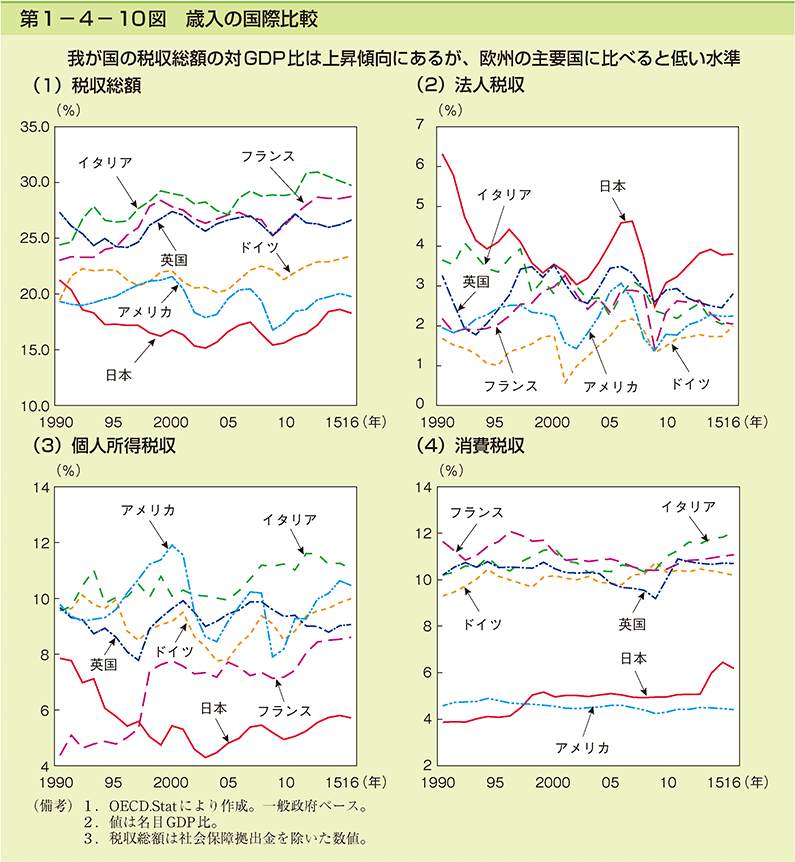 第1－4－10図　歳入の国際比較
我が国の税収総額の対GDP比は上昇傾向にあるが、欧州の主要国に比べると低い水準
（1）税収総額
（％）
35.0
30.0
25.0
20.0
15.0
10.0
イタリア
フランス
英国
ドイツ
アメリカ
日本
1990 95 2000 05 10 1516（年）
（2）法人税収
（％）
7
6
5
4
3
2
1
0
日本
イタリア
英国
フランス
アメリカ
ドイツ
1990 95 2000 05 10 1516（年）
（3）個人所得税収
（％）
14
12
10
8
6
4
アメリカ
イタリア
英国
ドイツ
日本
フランス
1990 95 2000 05 10 1516（年）
（4）消費税収
（％）
14
12
10
8
6
4
2
フランス
イタリア
ドイツ
英国
日本
アメリカ
1990 95 2000 05 10 1516（年）
（備考）1．OECD.Statにより作成。一般政府ベース。
2．値は名目GDP比。
3．税収総額は社会保障拠出金を除いた数値。